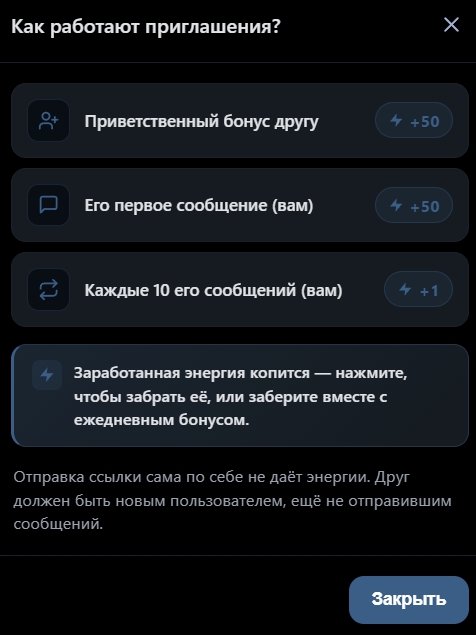 Как работают приглашения?
Приветственный бонус другу
+50
Его первое сообщение (вам)
+50
Каждые 10 его сообщений (вам)
+1
Заработанная энергия копится — нажмите,
чтобы забрать её, или заберите вместе с
ежедневным бонусом.
Отправка ссылки сама по себе не даёт энергии. Друг
должен быть новым пользователем, ещё не отправившим
сообщений.
Закрыть